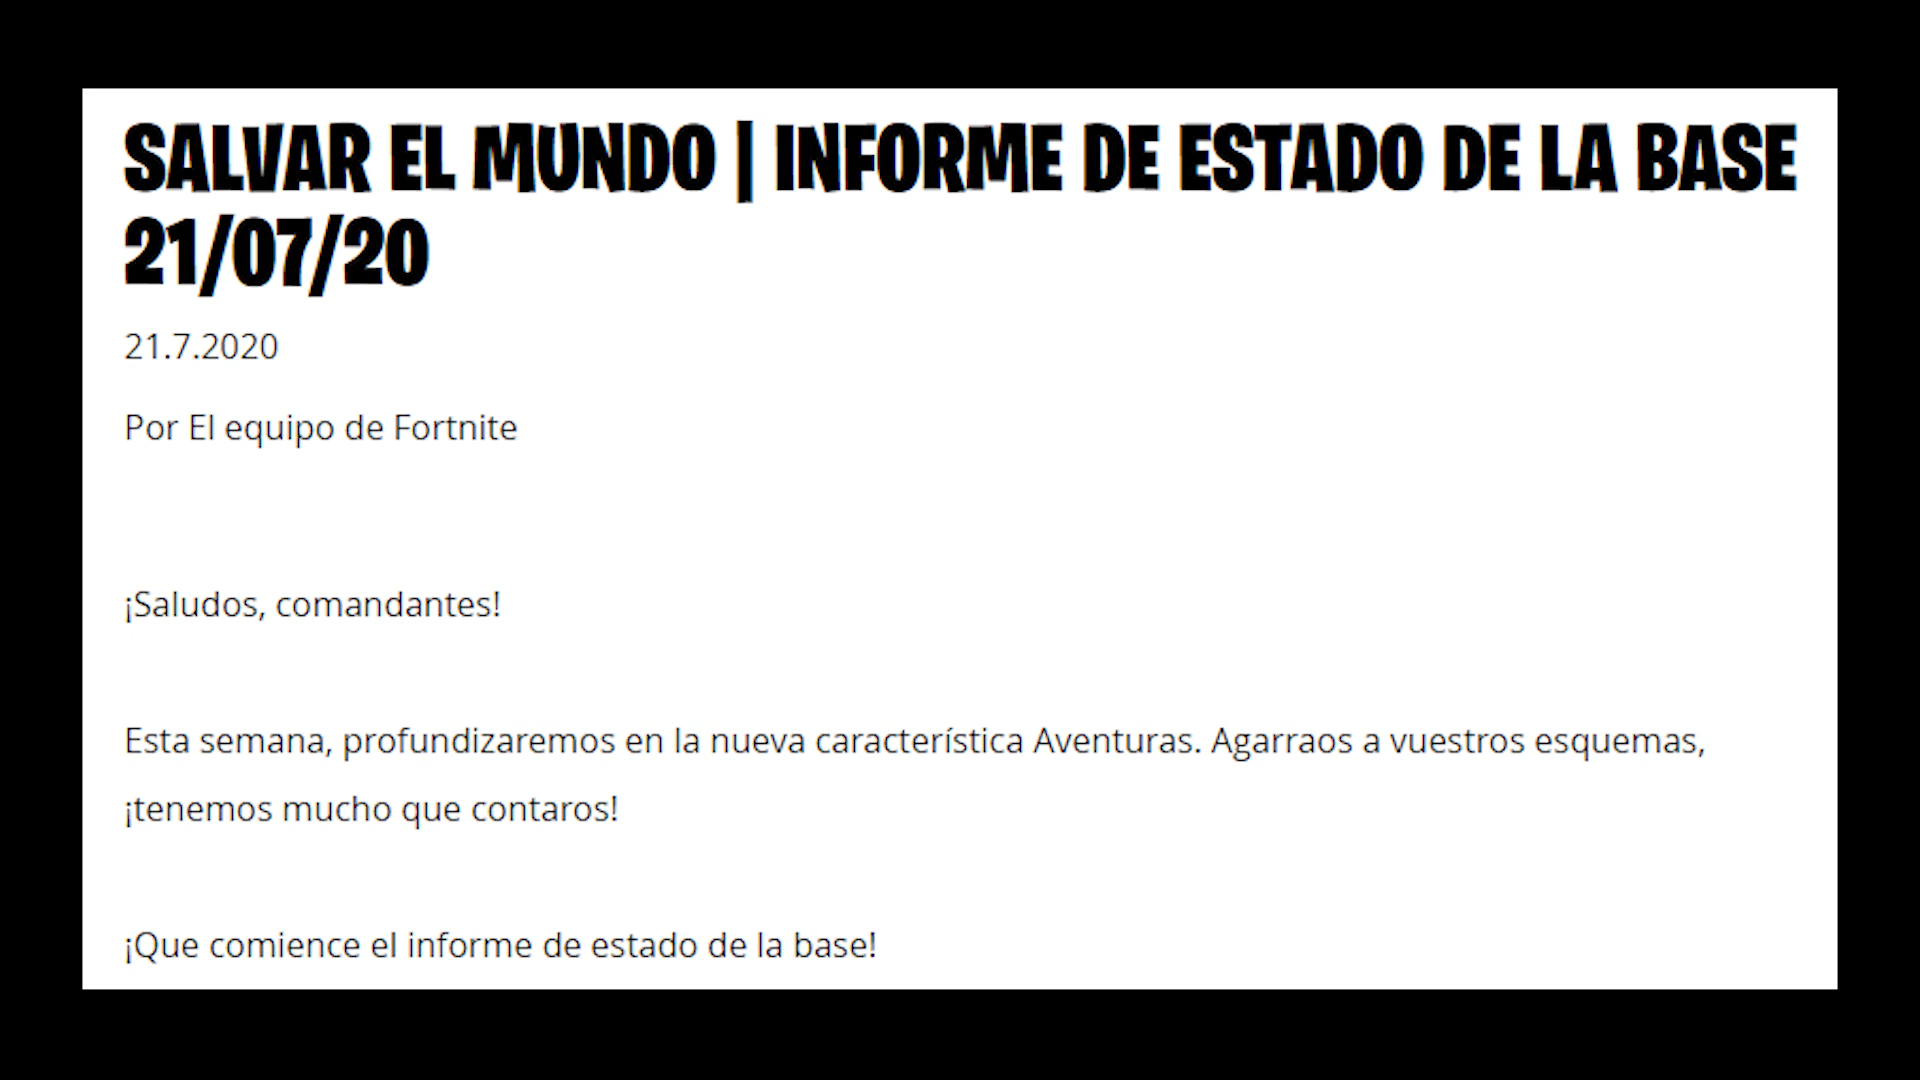 SALVAR EL MUNDO | INFORME DE ESTADO DE LA BASE
21/07/20
21.7.2020
Por El equipo de Fortnite
¡Saludos, comandantes!
Esta semana, profundizaremos en la nueva característica Aventuras. Agarraos a vuestros esquemas,
¡tenemos mucho que contaros!
¡Que comience el informe de estado de la base!